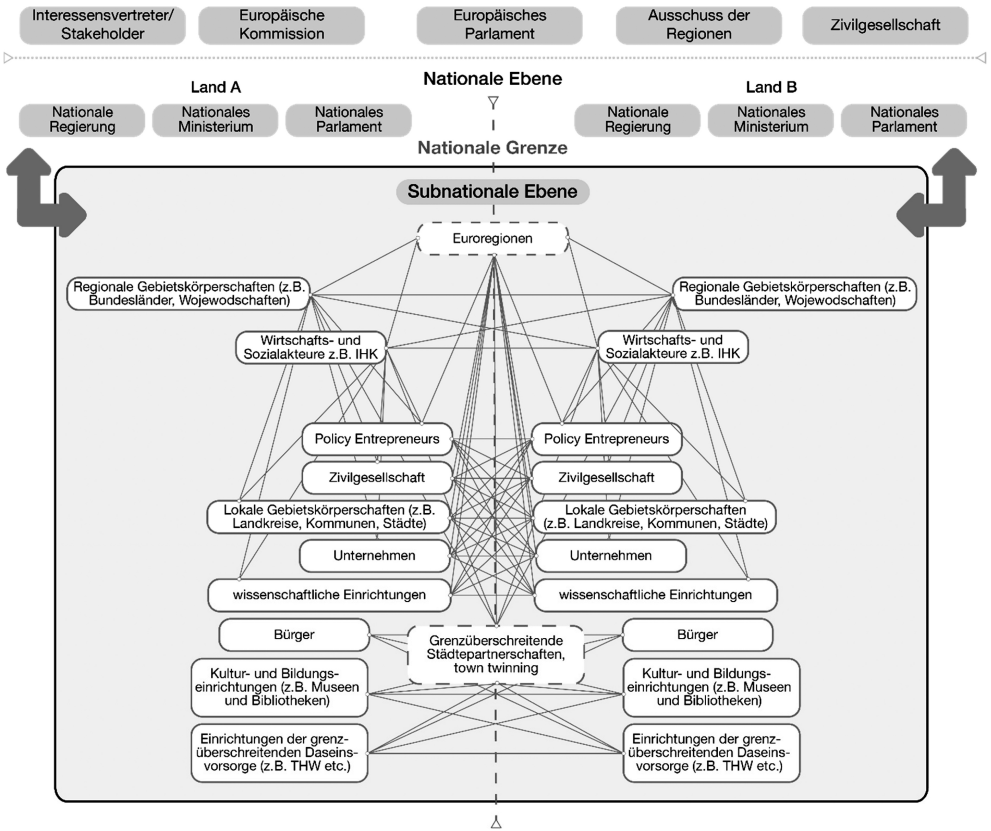 Interessensvertreter/
Stakeholder
Europäische
Kommission
Europäisches
Parlament
Ausschuss der
Regionen
Zivilgesellschaft
Nationale Ebene
Land A
Land B
Nationale
Regierung
Nationales
Ministerium
Nationales
Parlament
Nationale
Regierung
Nationales
Ministerium
Nationales
Parlament
Nationale Grenze
Subnationale Ebene
Euroregionen
Regionale Gebietskörperschaften (z.B.
Bundesländer, Wojewodschaften)
Regionale Gebietskörperschaften (z.B.
Bundesländer, Wojewodschaften)
Wirtschafts- und
Sozialakteure z.B. IHK
Wirtschafts- und
Sozialakteure z.B. IHK
Policy Entrepreneurs
Policy Entrepreneurs
Zivilgesellschaft
Zivilgesellschaft
Lokale Gebietskörperschaften (z.B.
Landkreise, Kommunen, Städte)
Lokale Gebietskörperschaften
(z.B. Landkreise, Kommunen, Städte)
Unternehmen
Unternehmen
wissenschaftliche Einrichtungen
wissenschaftliche Einrichtungen
Bürger
Grenzüberschreitende
Städtepartnerschaften,
town twinning
Bürger
Kultur- und Bildungs-
einrichtungen (z.B. Museen
und Bibliotheken)
Kultur- und Bildungs-
einrichtungen (z.B. Museen
und Bibliotheken)
Einrichtungen der grenz-
überschreitenden Daseins-
vorsorge (z.B. THW etc.)
Einrichtungen der grenz-
überschreitenden Daseins-
vorsorge (z.B. THW etc.)